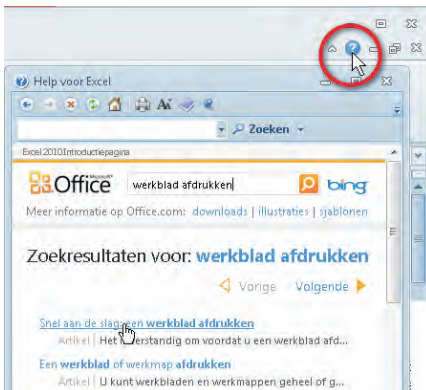 Help voor Excel
Zoeken
Excel 2010 Introductiepagina
Microsoft
Office
werkblad afdrukken
bing
Meer informatie op Office.com: downloads | illustraties | sjablonen
Zoekresultaten voor: werkblad afdrukken
Vorige Volgende
Snel aan de slag: een werkblad afdrukken
Artikel | Het verstandig om voordat u een werkblad afd...
Een werkblad of werkmap afdrukken
Artikel | U kunt werkbladen en werkmappen geheel of g...